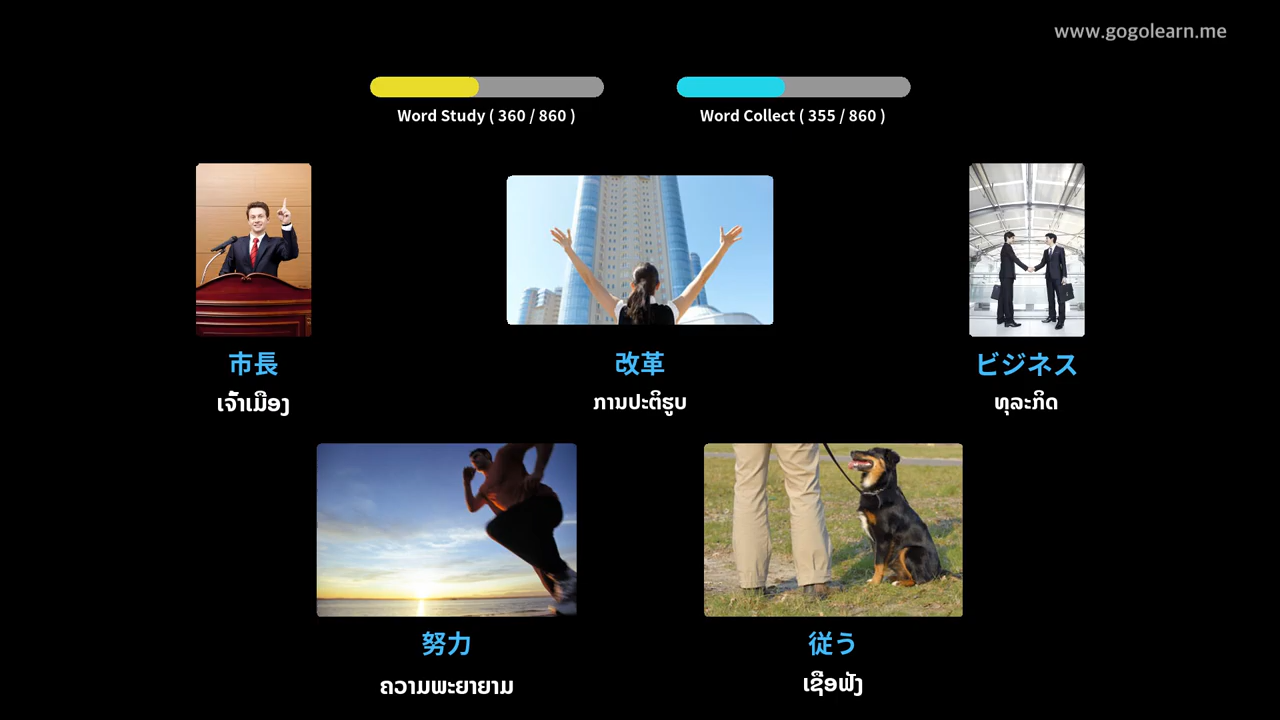 www.gogolearn.me
Word Study ( 360 / 860 )
Word Collect ( 355 / 860 )
市長
ເຈົ້າເມືອງ
改革
ການປະຕິຮູບ
ビジネス
ທຸລະກິດ
努力
ຄວາມພະຍາຍາມ
従う
ເຊື່ອຟັງ